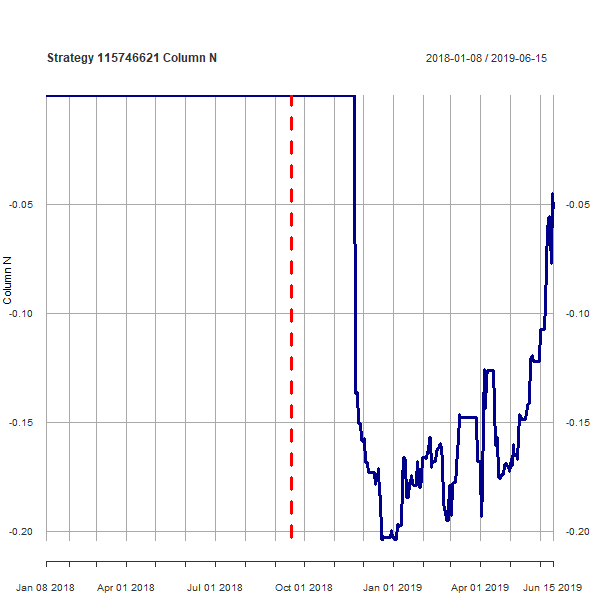 Strategy 115746621 Column N
2018-01-08 / 2019-06-15
-0.05
-0.05
Column N
-0.10
-0.10
-0.15
-0.15
-0.20
-0.20
Jan 08 2018
Apr 01 2018
Jul 01 2018
Oct 01 2018
Jan 01 2019
Apr 01 2019
Jun 15 2019